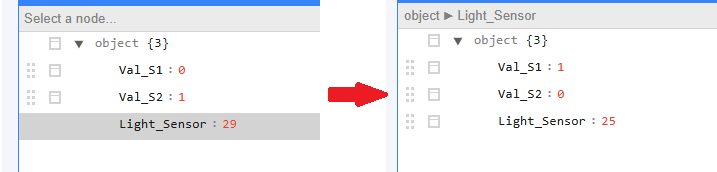 Select a node...
object {3}
Val_S1 : 0
Val_S2 : 1
Light_Sensor : 29
object ▶ Light_Sensor
object {3}
Val_S1 : 1
Val_S2 : 0
Light_Sensor : 25